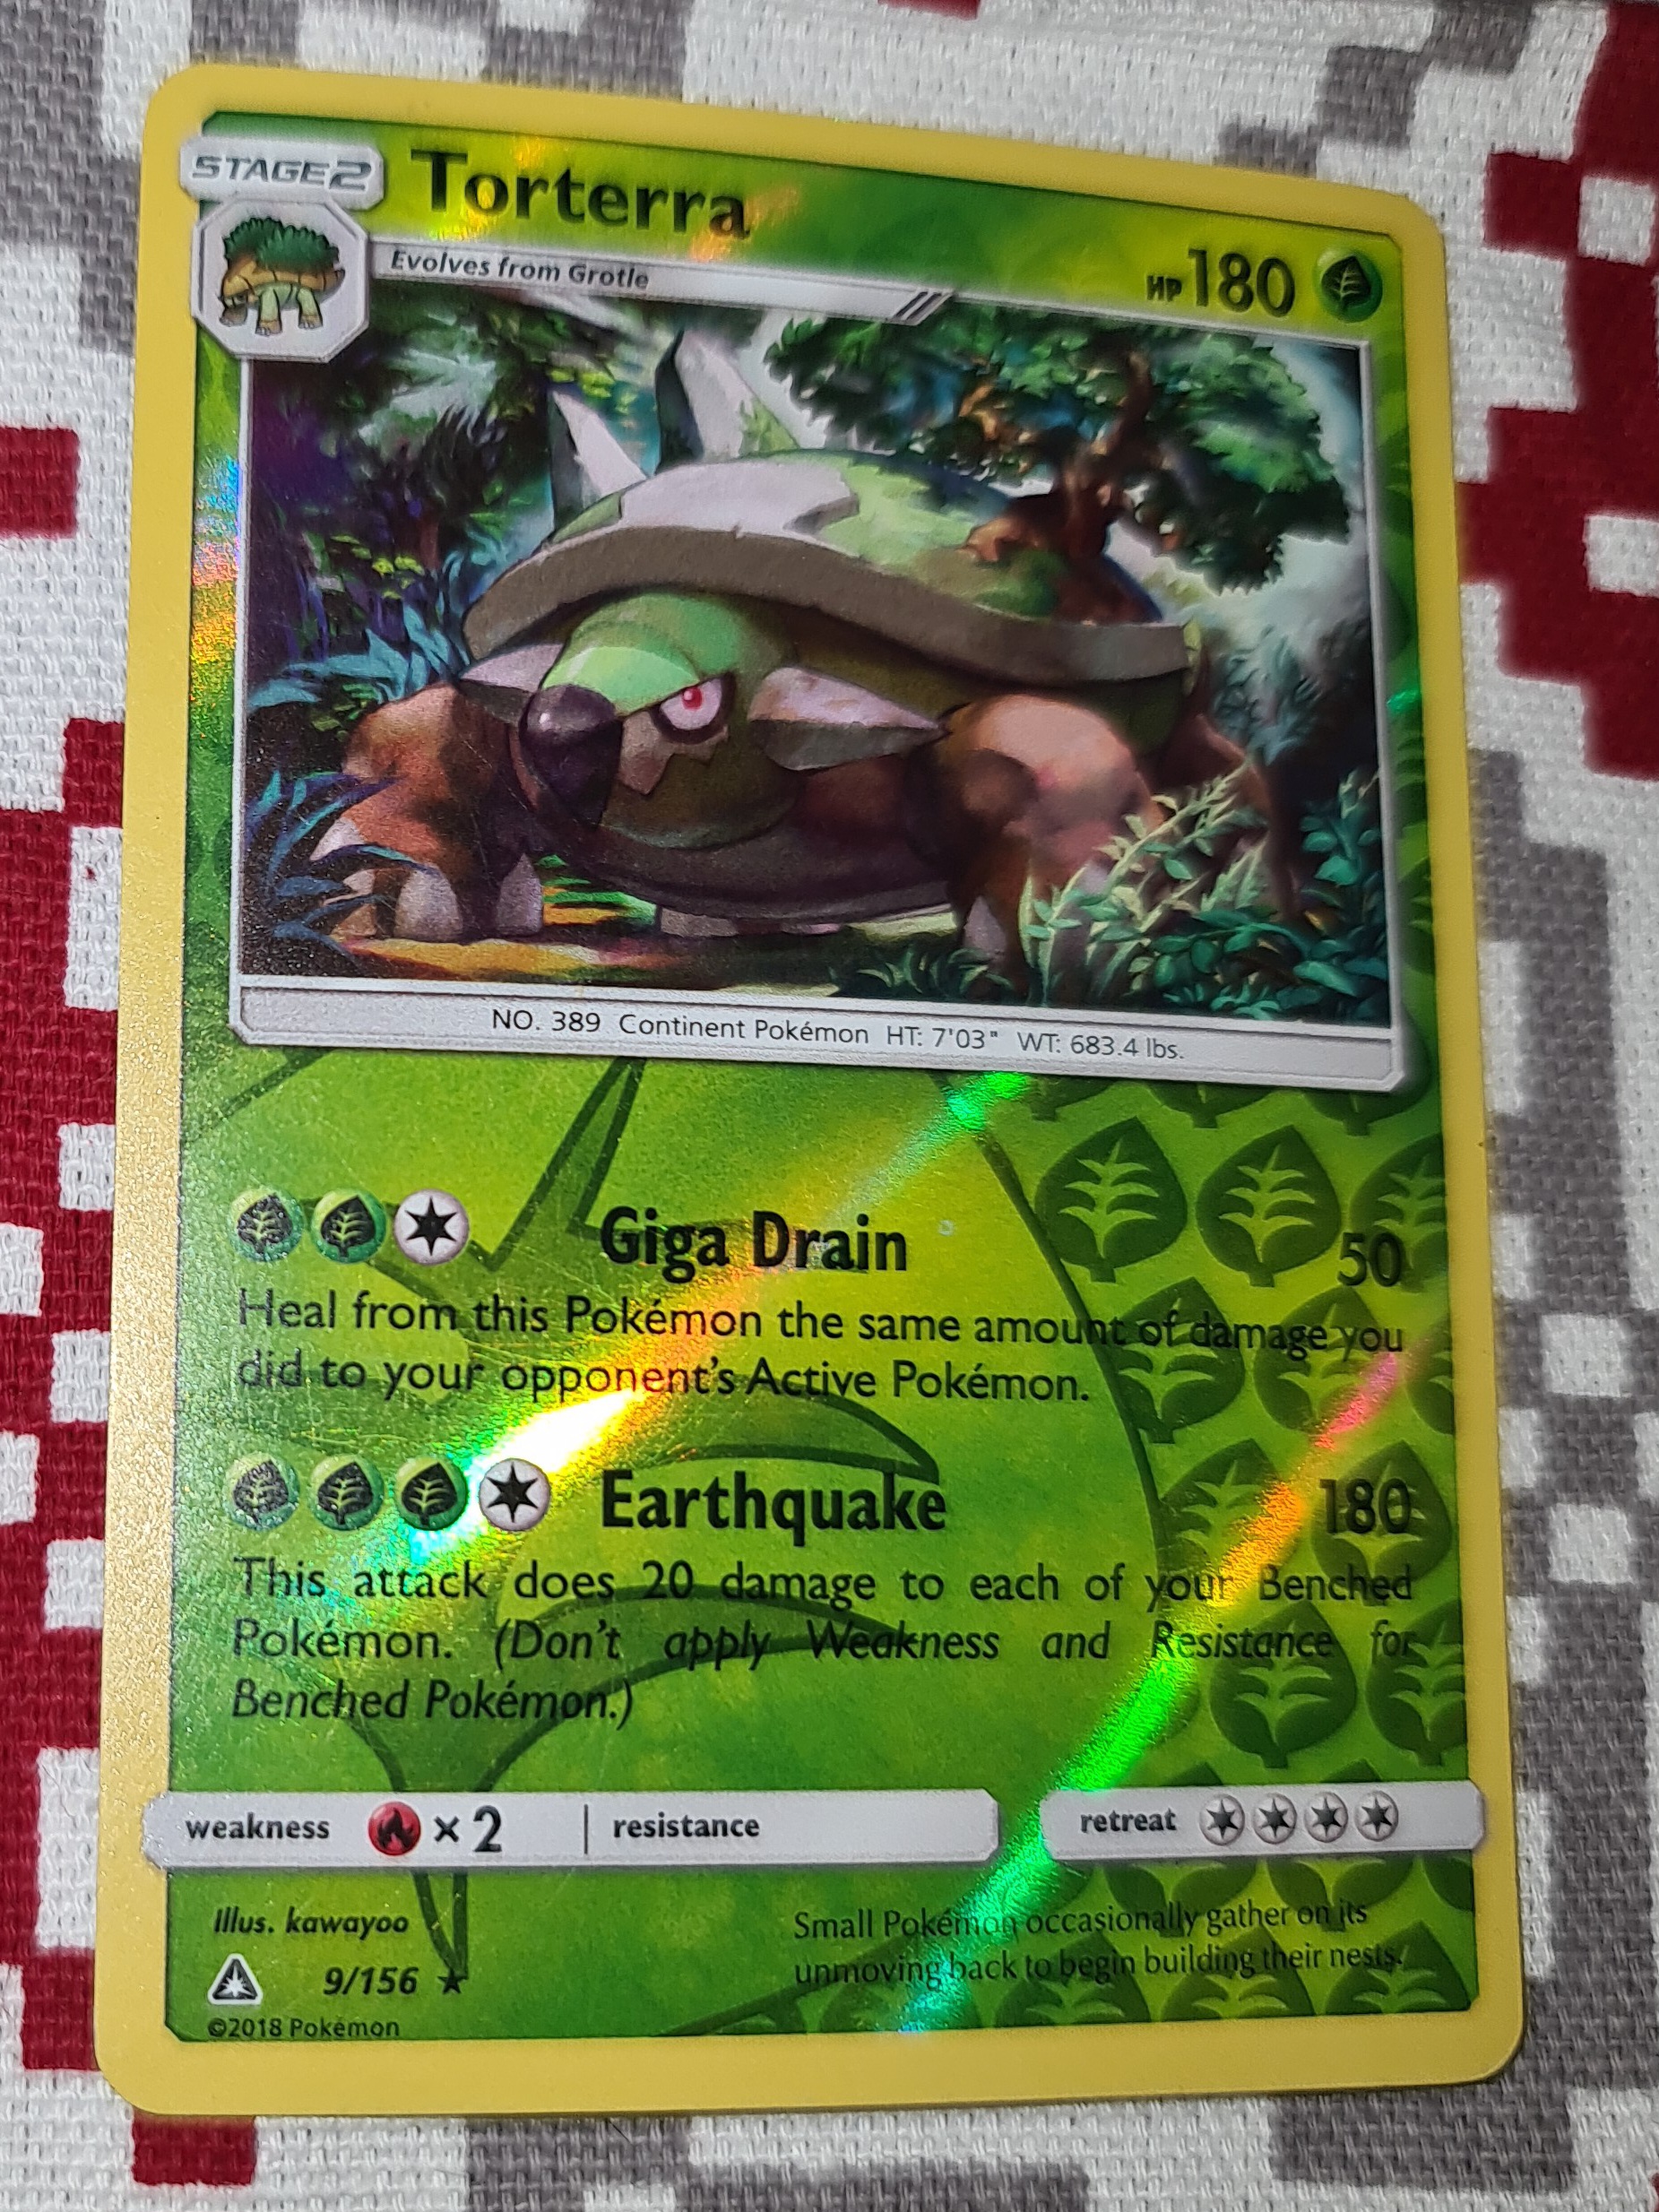 STAGE 2
Torterra
Evolves from Grotle
HP 180
NO. 389 Continent Pokémon HT: 7'03" WT: 683.4 lbs.
Giga Drain 50
Heal from this Pokémon the same amount of damage you
did to your opponent's Active Pokémon.
Earthquake 180
This attack does 20 damage to each of your Benched
Pokémon. (Don't apply Weakness and Resistance for
Benched Pokémon.)
weakness × 2 | resistance
retreat
Illus. kawayoo
9/156 ★
©2018 Pokémon
Small Pokémon occasionally gather on its
unmoving back to begin building their nests.